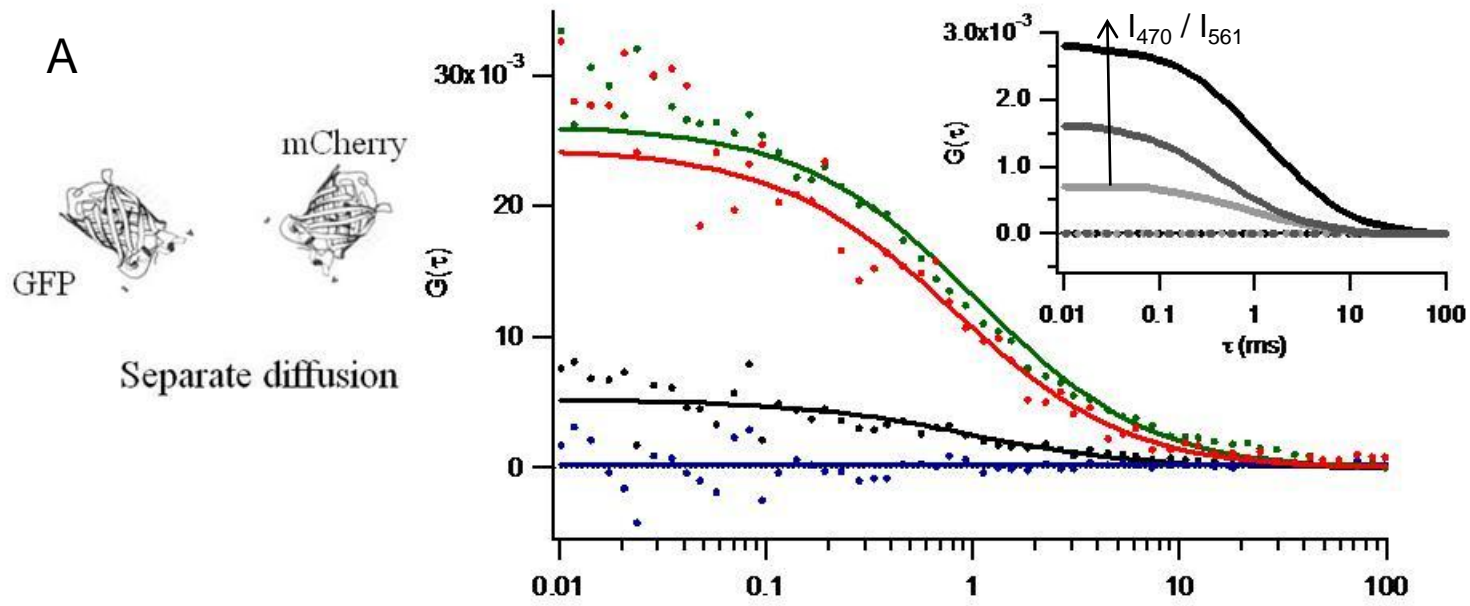 A
mCherry
GFP
Separate diffusion
30x10⁻³
20
10
0
G(τ)
0.01 0.1 1 10 100
I₄₇₀ / I₅₆₁
3.0x10⁻³
2.0
1.0
0.0
G(τ)
0.01 0.1 1 10 100
τ (ms)